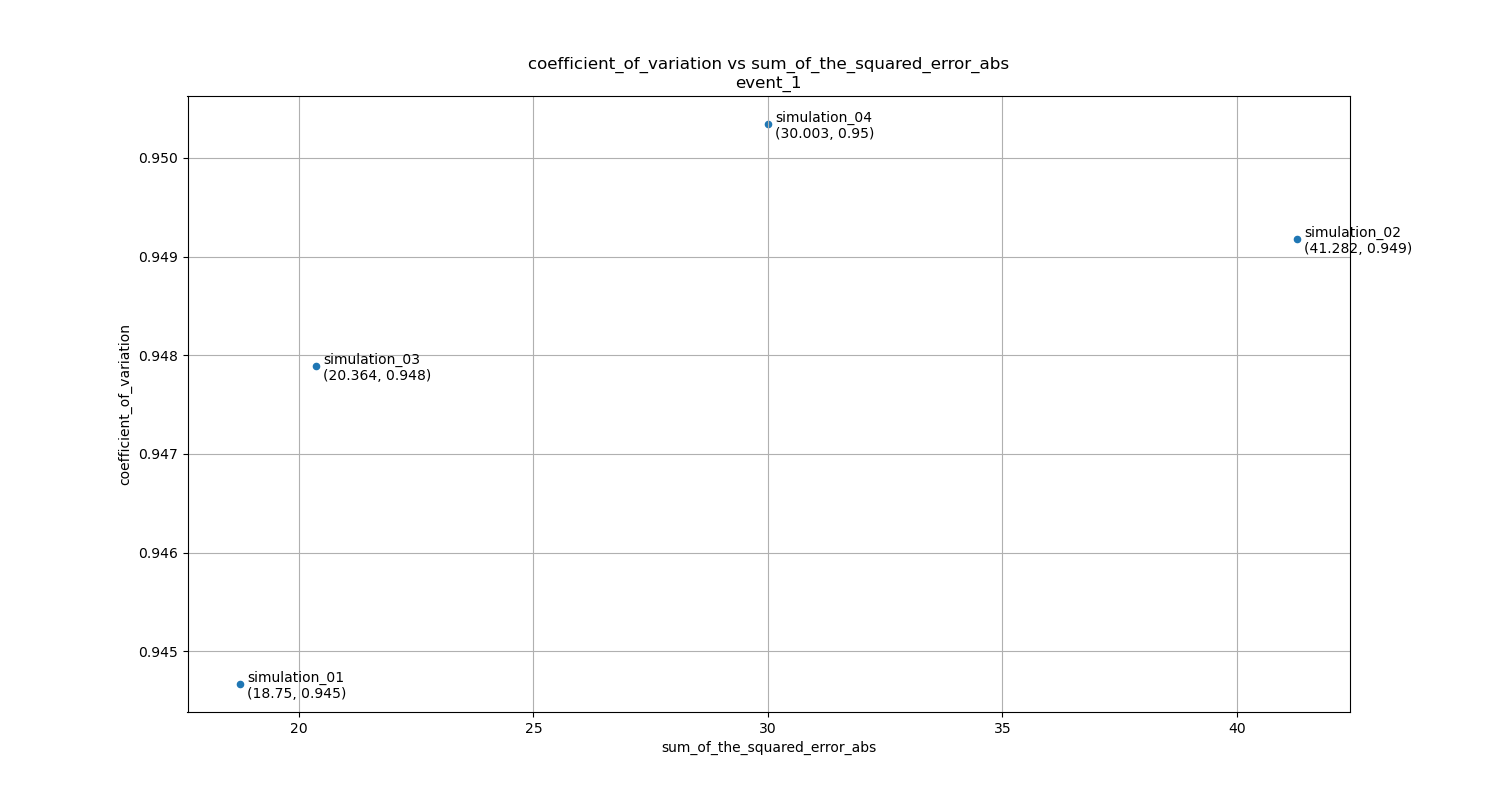 coefficient_of_variation vs sum_of_the_squared_error_abs
event_1
simulation_04
(30.003, 0.95)
simulation_02
(41.282, 0.949)
simulation_03
(20.364, 0.948)
simulation_01
(18.75, 0.945)
coefficient_of_variation
0.950
0.949
0.948
0.947
0.946
0.945
20
25
30
35
40
sum_of_the_squared_error_abs